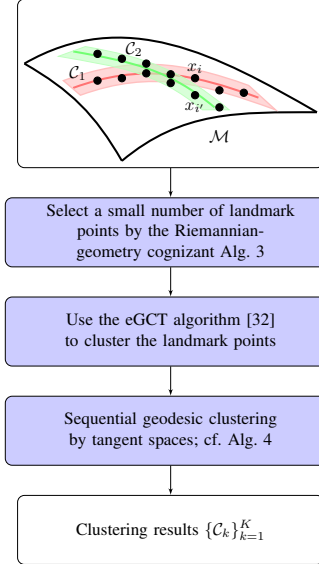 C₂
C₁
xᵢ
xᵢ′
M
Select a small number of landmark
points by the Riemannian-
geometry cognizant Alg. 3
Use the eGCT algorithm [32]
to cluster the landmark points
Sequential geodesic clustering
by tangent spaces; cf. Alg. 4
Clustering results {Cₖ}ᴷₖ₌₁